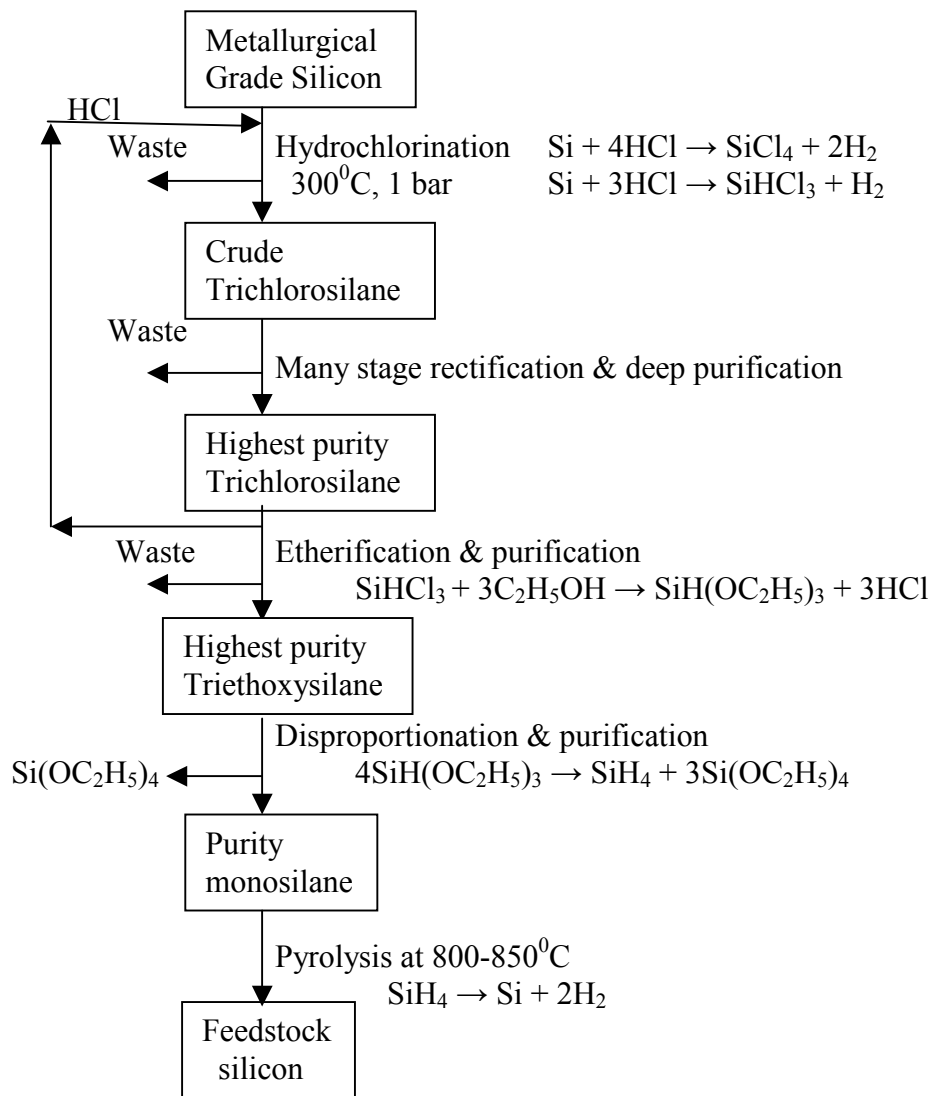 Metallurgical
Grade Silicon
HCl
Waste
Hydrochlorination
300⁰C, 1 bar
Si + 4HCl → SiCl₄ + 2H₂
Si + 3HCl → SiHCl₃ + H₂
Crude
Trichlorosilane
Waste
Many stage rectification & deep purification
Highest purity
Trichlorosilane
Waste
Etherification & purification
SiHCl₃ + 3C₂H₅OH → SiH(OC₂H₅)₃ + 3HCl
Highest purity
Triethoxysilane
Disproportionation & purification
Si(OC₂H₅)₄
4SiH(OC₂H₅)₃ → SiH₄ + 3Si(OC₂H₅)₄
Purity
monosilane
Pyrolysis at 800-850⁰C
SiH₄ → Si + 2H₂
Feedstock
silicon